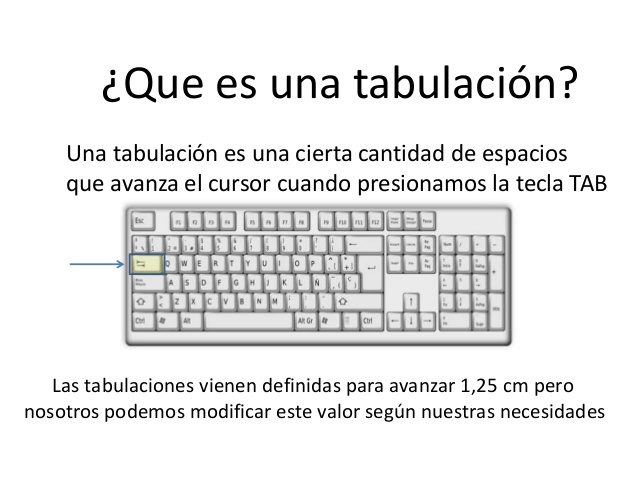 ¿Que es una tabulación?
Una tabulación es una cierta cantidad de espacios
que avanza el cursor cuando presionamos la tecla TAB
Esc F1 F2 F3 F4 F5 F6 F7 F8 F9 F10 F11 F12
Q W E R T Y U I O P
A S D F G H J K L Ñ
Z X C V B N M
Ctrl Alt Alt Gr Ctrl
Las tabulaciones vienen definidas para avanzar 1,25 cm pero
nosotros podemos modificar este valor según nuestras necesidades